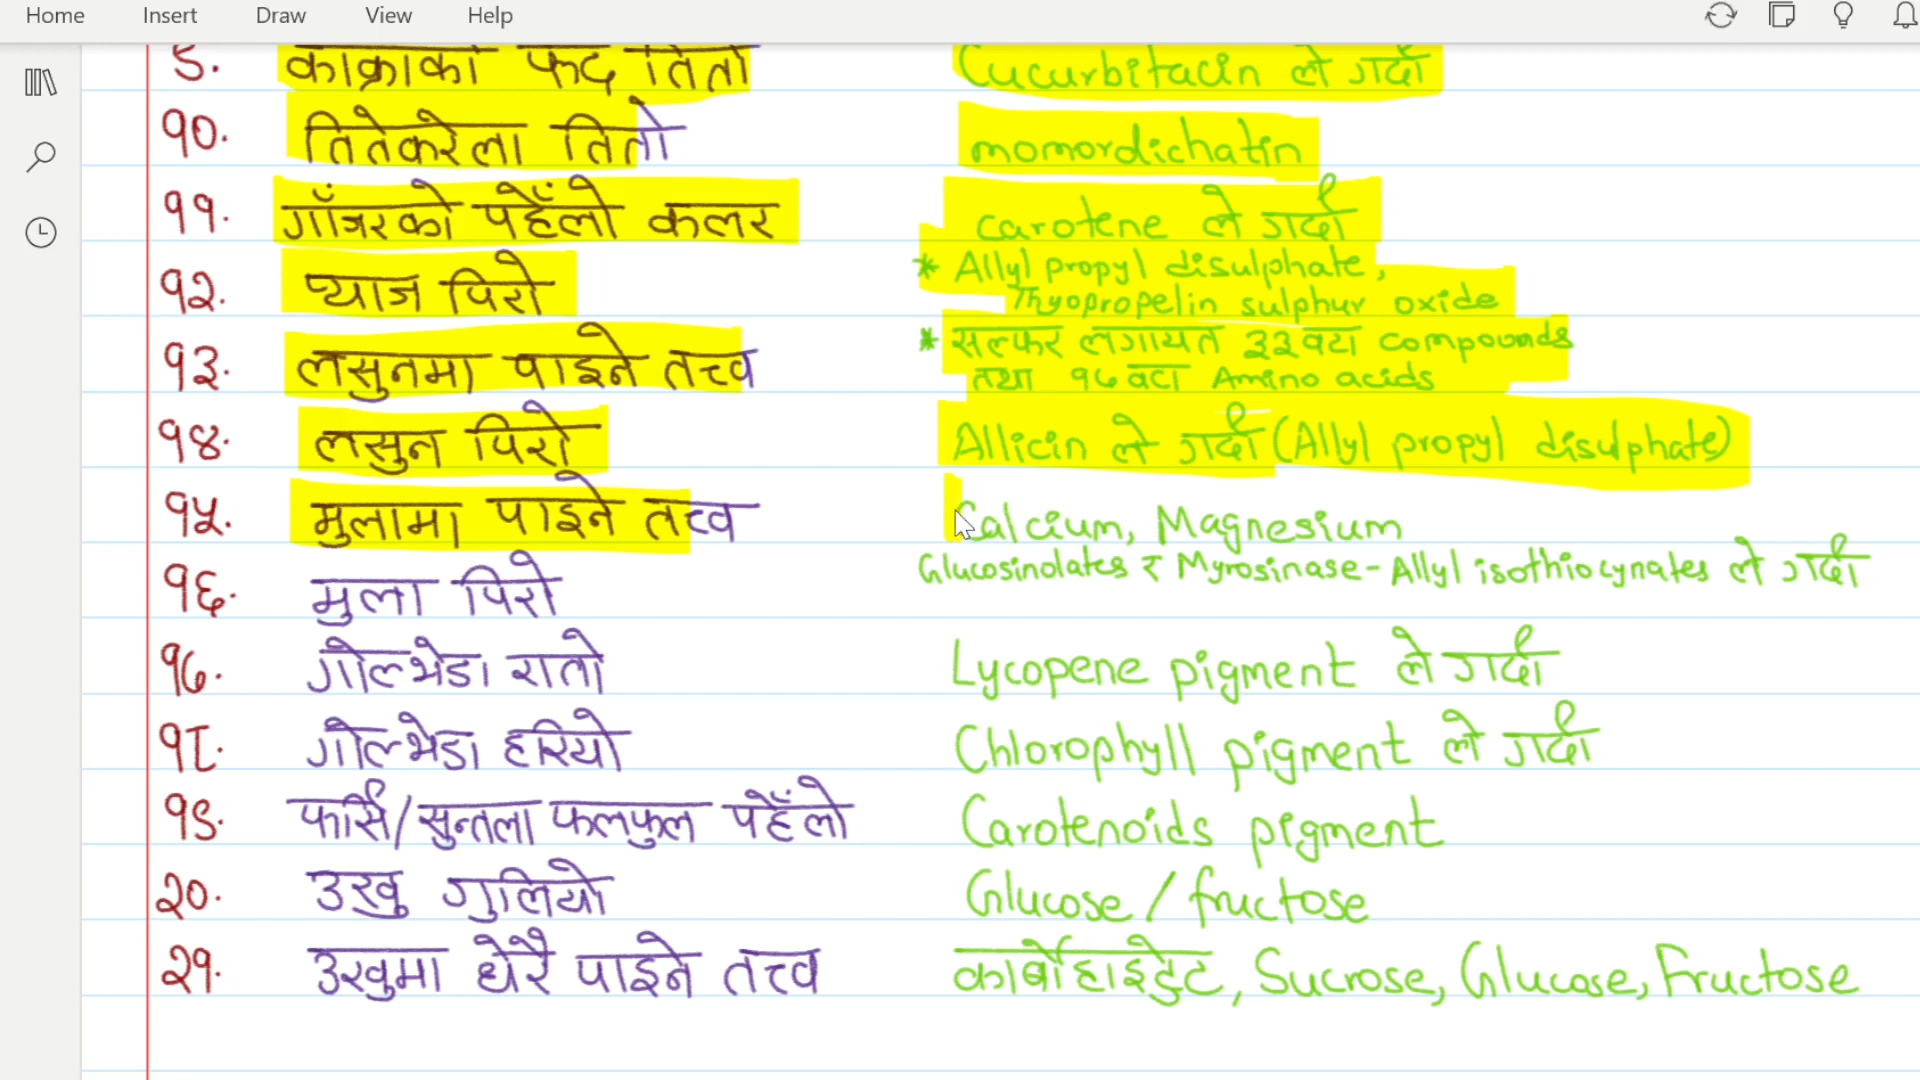 Home Insert Draw View Help
९. काक्राको फेद तितो Cucurbitacin ले गर्दा
१०. तितेकरेला तितो momordichatin
११. गाँजरको पहेँलो कलर carotene ले गर्दा
१२. प्याज पिरो * Allyl propyl disulphate,
Thyopropelin sulphur oxide
१३. लसुनमा पाइने तत्त्व * सल्फर लगायत ३३वटा compounds
तथा १७ वटा Amino acids
१४. लसुन पिरो Allicin ले गर्दा (Allyl propyl disulphate)
१५. मुलामा पाइने तत्त्व Calcium, Magnesium
१६. मुला पिरो Glucosinolates र Myrosinase - Allyl isothiocynates ले गर्दा
१७. गोलभेडा रातो Lycopene pigment ले गर्दा
१८. गोलभेडा हरियो Chlorophyll pigment ले गर्दा
१९. फर्सि/सुन्तला फलफुल पहेँलो Carotenoids pigment
२०. उखु गुलियो Glucose / fructose
२१. उखुमा धेरै पाइने तत्त्व कार्बोहाइड्रेट, Sucrose, Glucose, Fructose